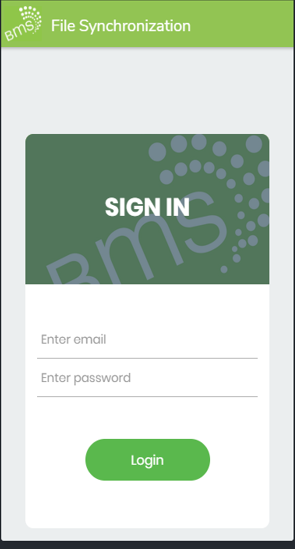 BMS
File Synchronization
SIGN IN
BMS
Enter email
Enter password
Login